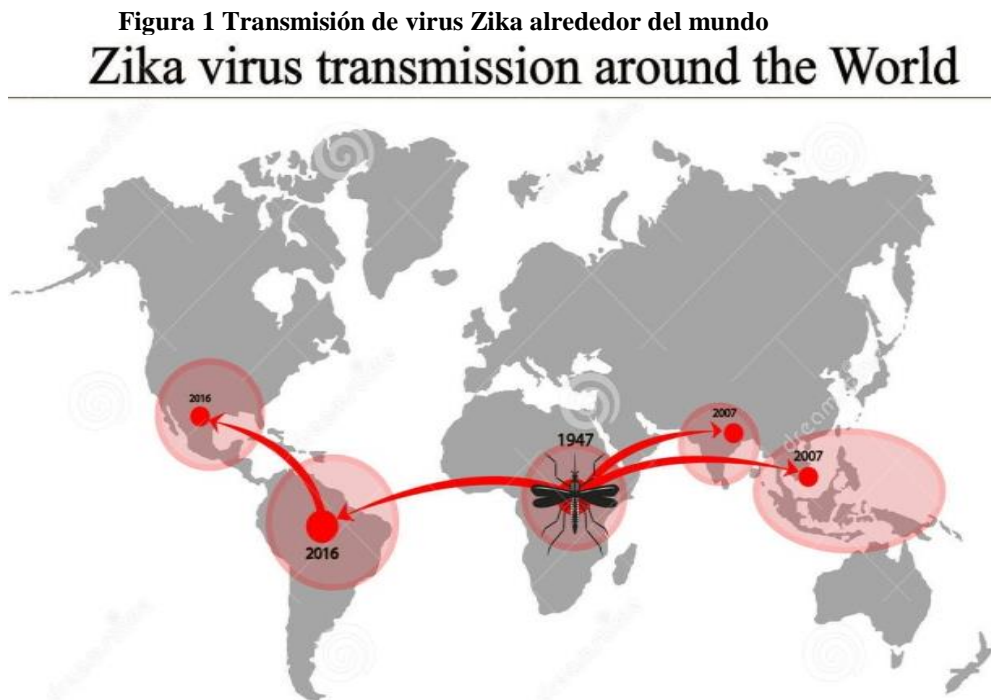 Figura 1 Transmisión de virus Zika alrededor del mundo
Zika virus transmission around the World
2016
1947
2007
2007
2016
dreamstime